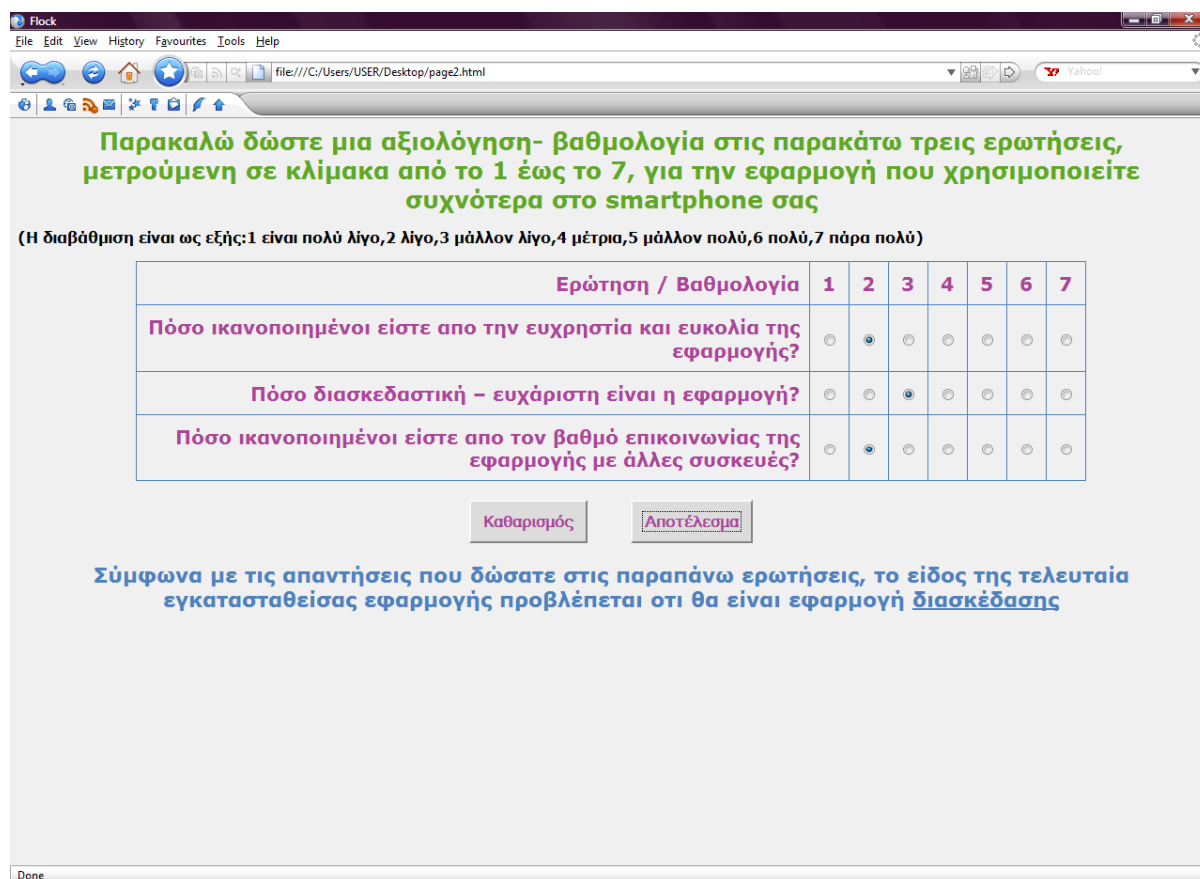 Flock
File Edit View History Favourites Tools Help
file:///C:/Users/USER/Desktop/page2.html
Yahoo!
Παρακαλώ δώστε μια αξιολόγηση- βαθμολογία στις παρακάτω τρεις ερωτήσεις,
μετρούμενη σε κλίμακα από το 1 έως το 7, για την εφαρμογή που χρησιμοποιείτε
συχνότερα στο smartphone σας
(Η διαβάθμιση είναι ως εξής:1 είναι πολύ λίγο,2 λίγο,3 μάλλον λίγο,4 μέτρια,5 μάλλον πολύ,6 πολύ,7 πάρα πολύ)
Ερώτηση / Βαθμολογία 1 2 3 4 5 6 7
Πόσο ικανοποιημένοι είστε απο την ευχρηστία και ευκολία της
εφαρμογής?
Πόσο διασκεδαστική – ευχάριστη είναι η εφαρμογή?
Πόσο ικανοποιημένοι είστε απο τον βαθμό επικοινωνίας της
εφαρμογής με άλλες συσκευές?
Καθαρισμός Αποτέλεσμα
Σύμφωνα με τις απαντήσεις που δώσατε στις παραπάνω ερωτήσεις, το είδος της τελευταία
εγκατασταθείσας εφαρμογής προβλέπεται οτι θα είναι εφαρμογή διασκέδασης
Done